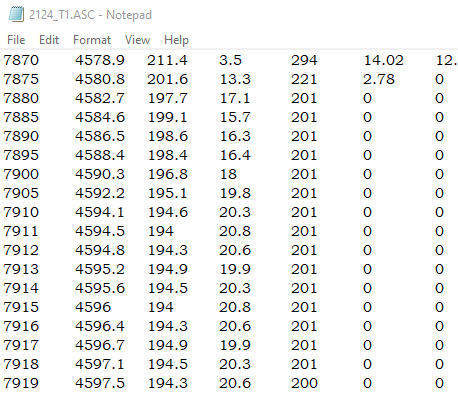 2124_T1.ASC - Notepad
File Edit Format View Help
7870 4578.9 211.4 3.5 294 14.02 12.
7875 4580.8 201.6 13.3 221 2.78 0
7880 4582.7 197.7 17.1 201 0 0
7885 4584.6 199.1 15.7 201 0 0
7890 4586.5 198.6 16.3 201 0 0
7895 4588.4 198.4 16.4 201 0 0
7900 4590.3 196.8 18 201 0 0
7905 4592.2 195.1 19.8 201 0 0
7910 4594.1 194.6 20.3 201 0 0
7911 4594.5 194 20.8 201 0 0
7912 4594.8 194.3 20.6 201 0 0
7913 4595.2 194.9 19.9 201 0 0
7914 4595.6 194.5 20.3 201 0 0
7915 4596 194 20.8 201 0 0
7916 4596.4 194.3 20.6 201 0 0
7917 4596.7 194.9 19.9 201 0 0
7918 4597.1 194.5 20.3 201 0 0
7919 4597.5 194.3 20.6 200 0 0